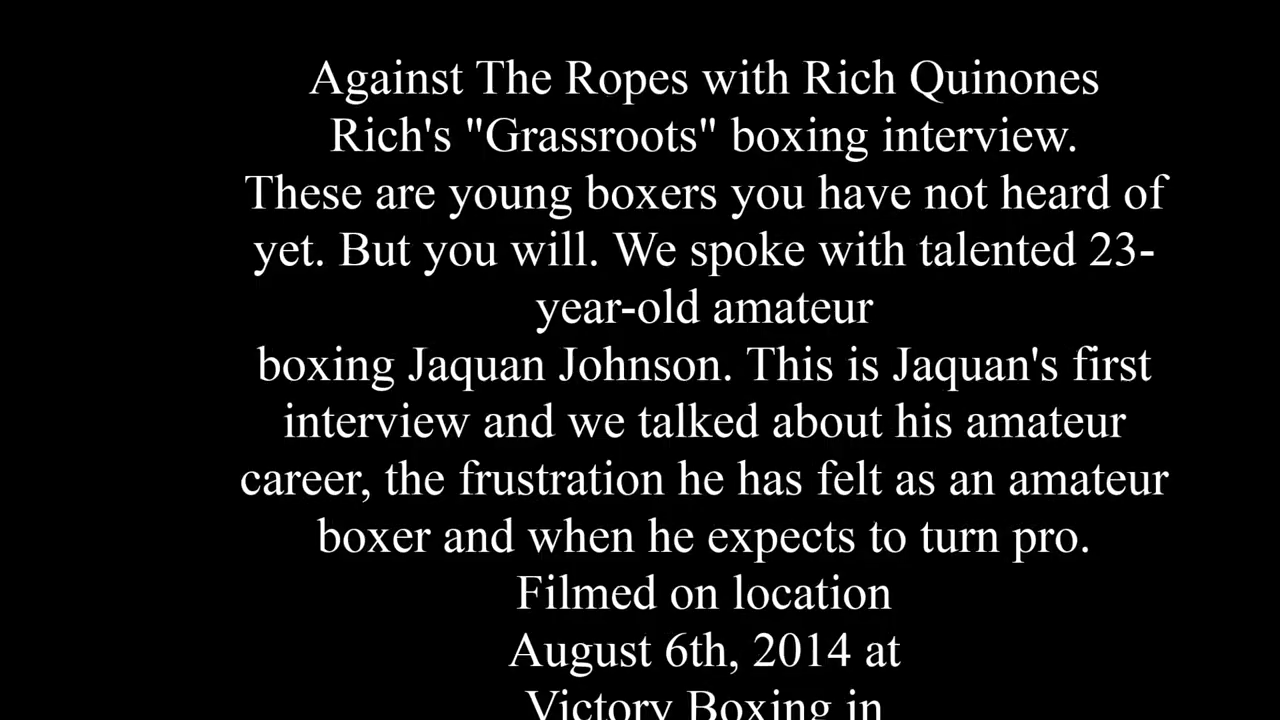 Against The Ropes with Rich Quinones
Rich's "Grassroots" boxing interview.
These are young boxers you have not heard of
yet. But you will. We spoke with talented 23-
year-old amateur
boxing Jaquan Johnson. This is Jaquan's first
interview and we talked about his amateur
career, the frustration he has felt as an amateur
boxer and when he expects to turn pro.
Filmed on location
August 6th, 2014 at
Victory Boxing in